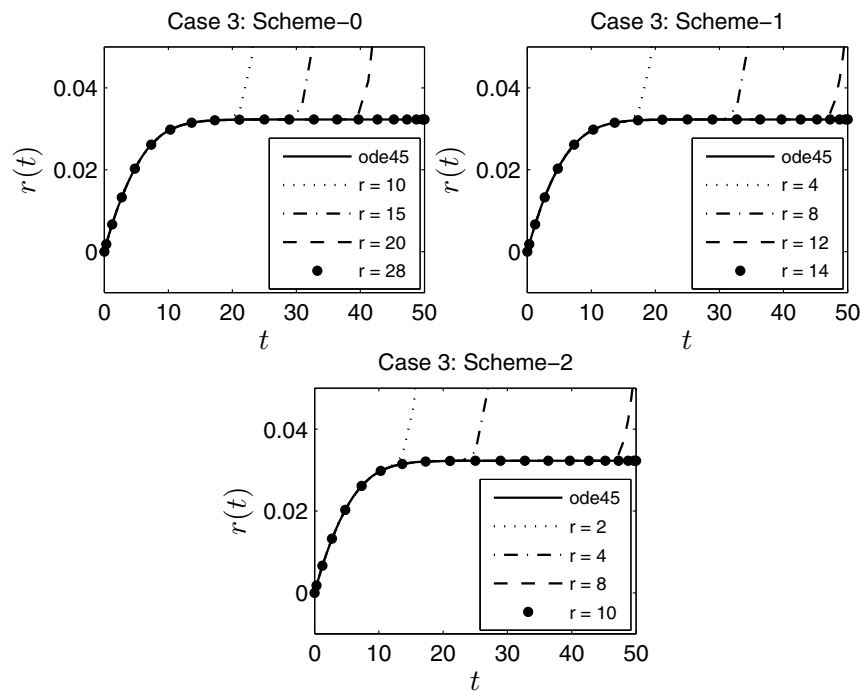 Case 3: Scheme−0
0.04
0.02
0
r(t)
0 10 20 30 40 50
t
ode45
r = 10
r = 15
r = 20
r = 28
Case 3: Scheme−1
0.04
0.02
0
r(t)
0 10 20 30 40 50
t
ode45
r = 4
r = 8
r = 12
r = 14
Case 3: Scheme−2
0.04
0.02
0
r(t)
0 10 20 30 40 50
t
ode45
r = 2
r = 4
r = 8
r = 10